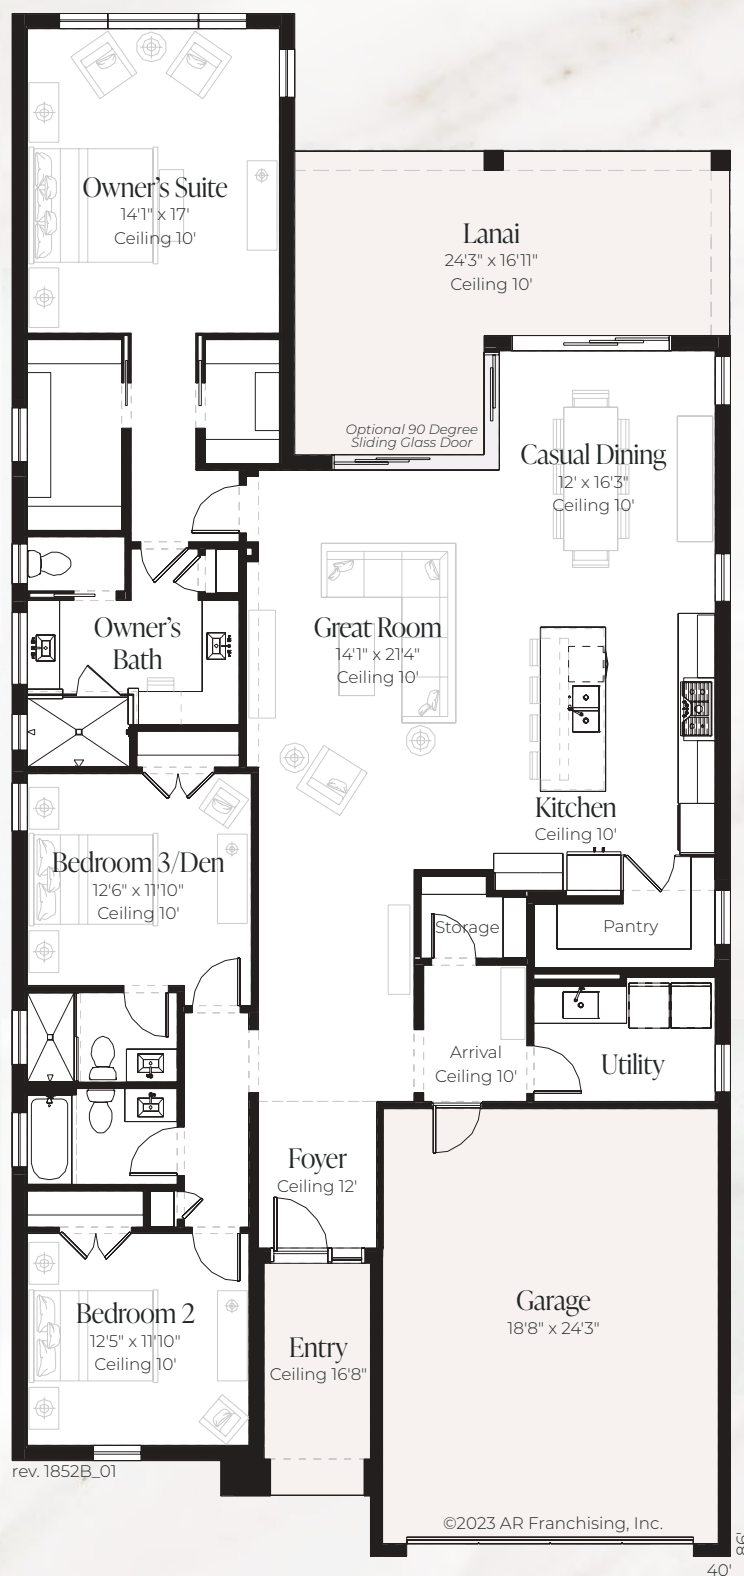 Owner's Suite
14'1" x 17'
Ceiling 10'
Lanai
24'3" x 16'11"
Ceiling 10'
Optional 90 Degree
Sliding Glass Door
Casual Dining
12' x 16'3"
Ceiling 10'
Owner's
Bath
Great Room
14'1" x 21'4"
Ceiling 10'
Kitchen
Ceiling 10'
Bedroom 3/Den
12'6" x 11'10"
Ceiling 10'
Storage
Pantry
Arrival
Ceiling 10'
Utility
Foyer
Ceiling 12'
Bedroom 2
12'5" x 11'10"
Ceiling 10'
Entry
Ceiling 16'8"
Garage
18'8" x 24'3"
rev. 1852B_01
©2023 AR Franchising, Inc.
86'
40'